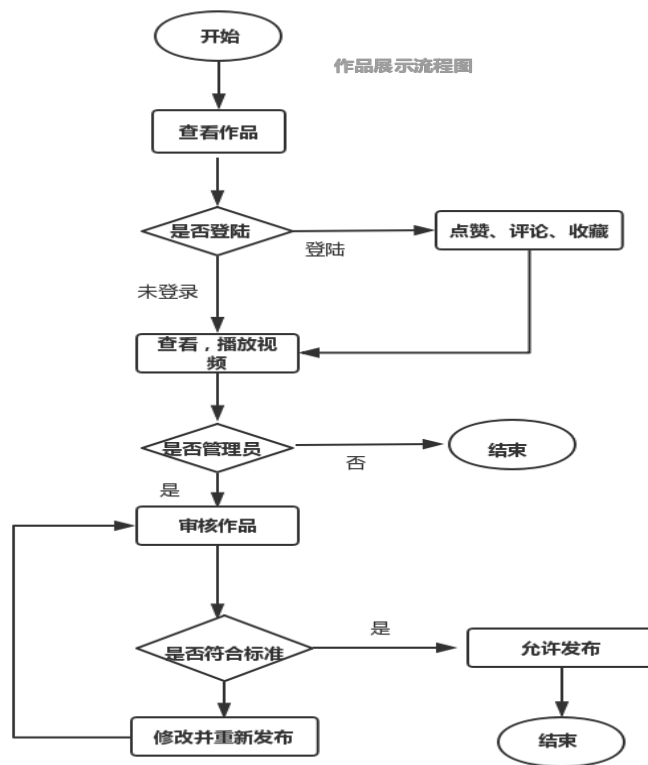 开始
作品展示流程图
查看作品
是否登陆
登陆
点赞、评论、收藏
未登录
查看，播放视
频
是否管理员
否
结束
是
审核作品
是
是否符合标准
允许发布
修改并重新发布
结束